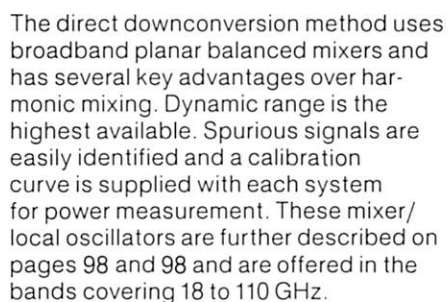 The direct downconversion method uses
broadband planar balanced mixers and
has several key advantages over har-
monic mixing. Dynamic range is the
highest available. Spurious signals are
easily identified and a calibration
curve is supplied with each system
for power measurement. These mixer/
local oscillators are further described on
pages 98 and 98 and are offered in the
bands covering 18 to 110 GHz.